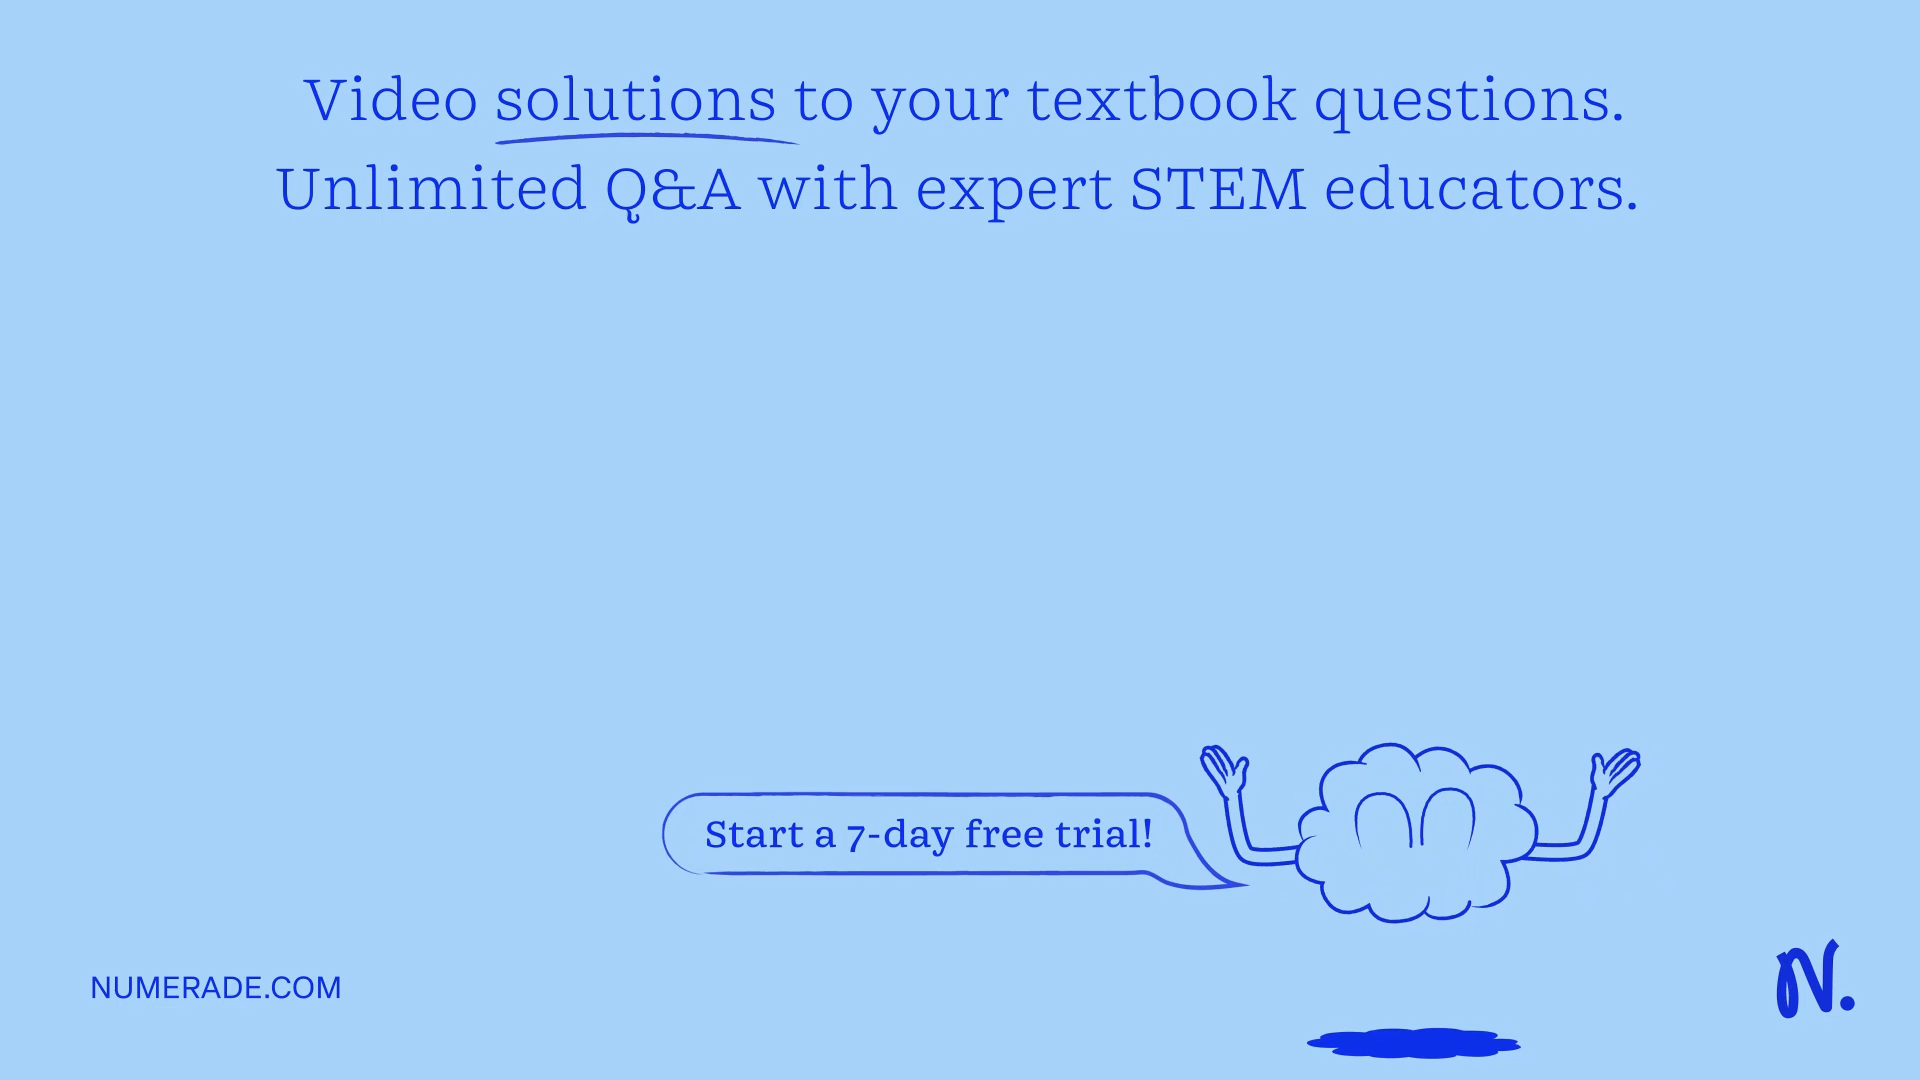 Video solutions to your textbook questions.
Unlimited Q&A with expert STEM educators.
Start a 7-day free trial!
NUMERADE.COM
N.